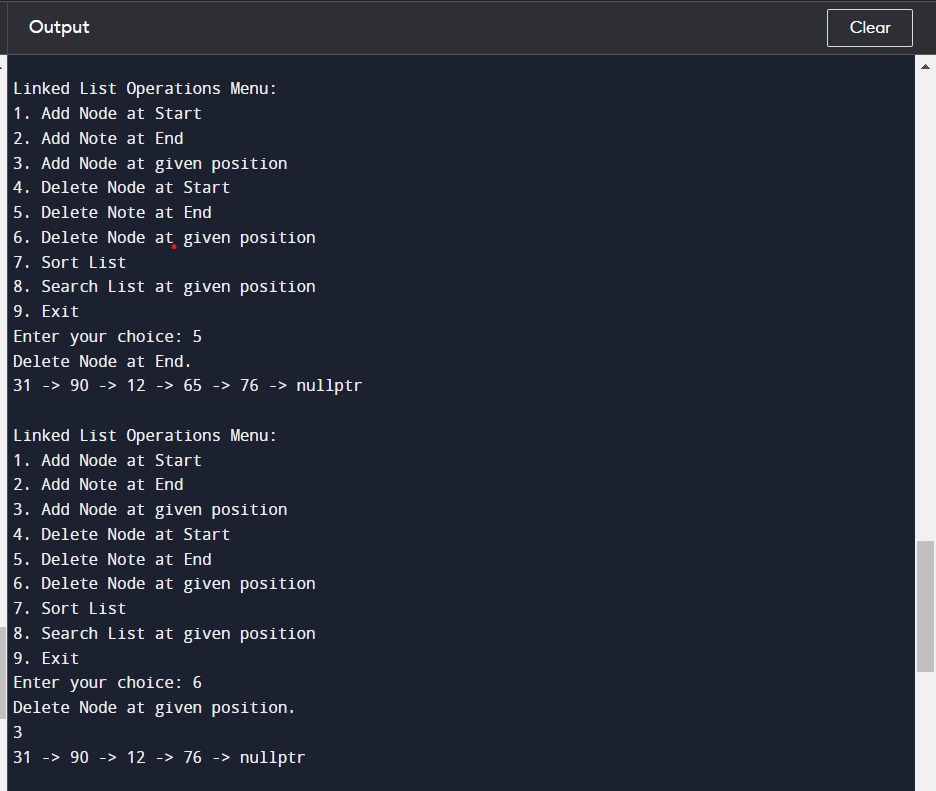 Output
Clear
Linked List Operations Menu:
1. Add Node at Start
2. Add Note at End
3. Add Node at given position
4. Delete Node at Start
5. Delete Note at End
6. Delete Node at given position
7. Sort List
8. Search List at given position
9. Exit
Enter your choice: 5
Delete Node at End.
31 -> 90 -> 12 -> 65 -> 76 -> nullptr
Linked List Operations Menu:
1. Add Node at Start
2. Add Note at End
3. Add Node at given position
4. Delete Node at Start
5. Delete Note at End
6. Delete Node at given position
7. Sort List
8. Search List at given position
9. Exit
Enter your choice: 6
Delete Node at given position.
3
31 -> 90 -> 12 -> 76 -> nullptr